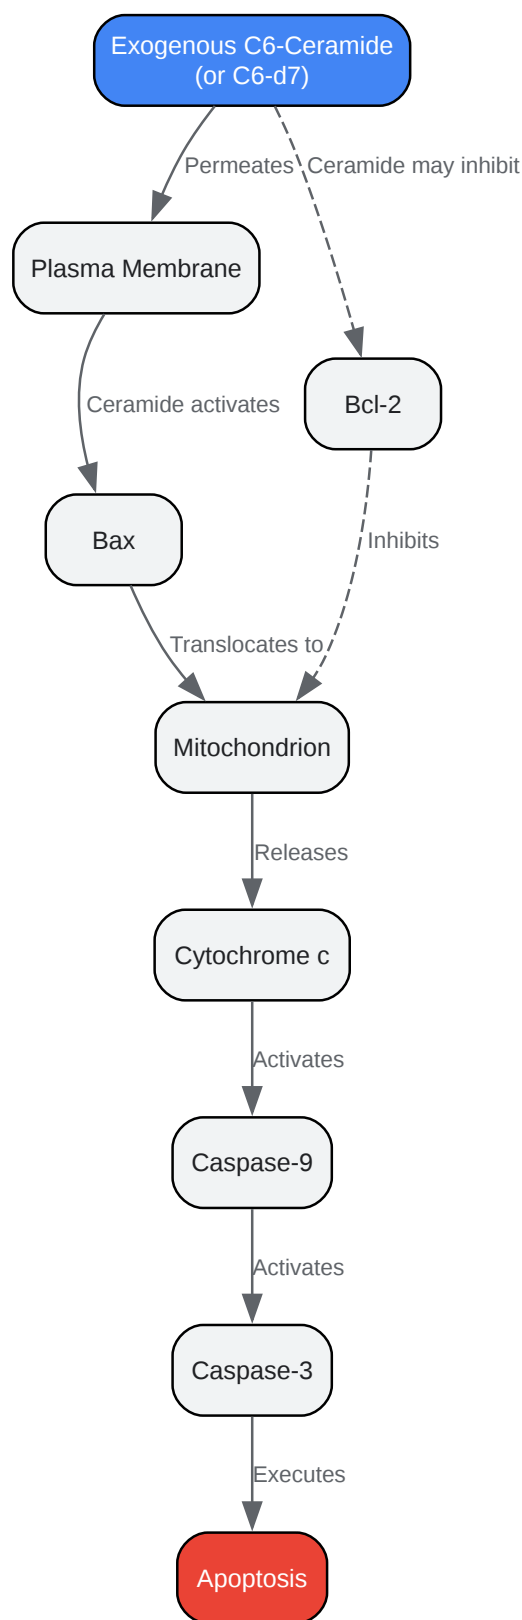 Exogenous C6-Ceramide
(or C6-d7)
Permeates
Ceramide may inhibit
Plasma Membrane
Ceramide activates
Bcl-2
Bax
Inhibits
Translocates to
Mitochondrion
Releases
Cytochrome c
Activates
Caspase-9
Activates
Caspase-3
Executes
Apoptosis